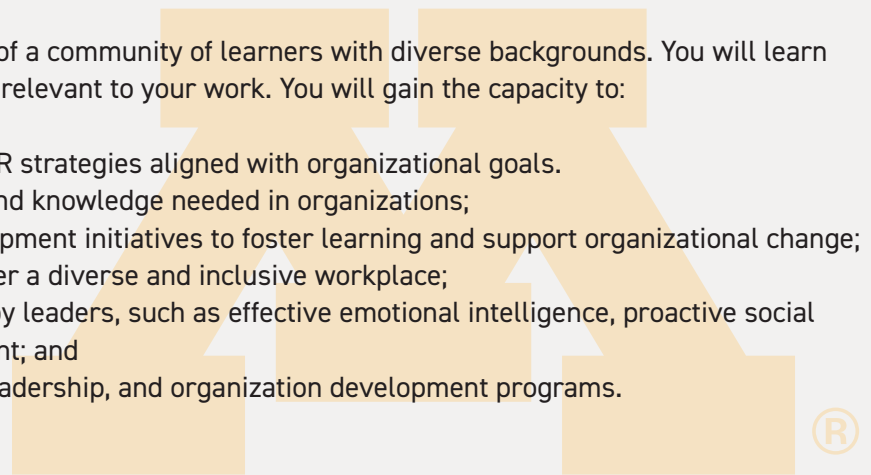 of a community of learners with diverse backgrounds. You will learn
relevant to your work. You will gain the capacity to:
R strategies aligned with organizational goals.
nd knowledge needed in organizations;
pment initiatives to foster learning and support organizational change;
er a diverse and inclusive workplace;
by leaders, such as effective emotional intelligence, proactive social
nt; and
adership, and organization development programs.
®